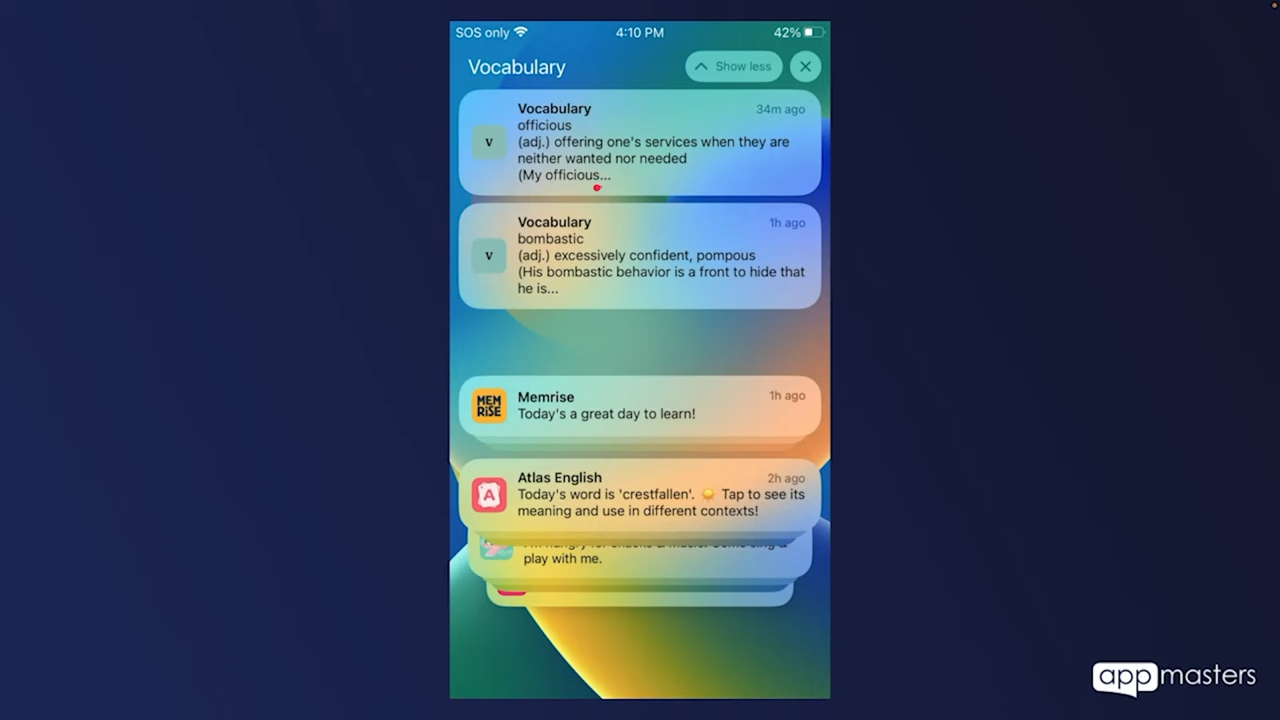 SOS only 4:10 PM 42%
Vocabulary Show less
Vocabulary 34m ago
officious
(adj.) offering one's services when they are
neither wanted nor needed
(My officious...
V
Vocabulary 1h ago
bombastic
(adj.) excessively confident, pompous
(His bombastic behavior is a front to hide that
he is...
V
Memrise 1h ago
Today's a great day to learn!
MEM
RiSE
Atlas English 2h ago
Today's word is 'crestfallen'. ☀️ Tap to see its
meaning and use in different contexts!
A
play with me.
appmasters